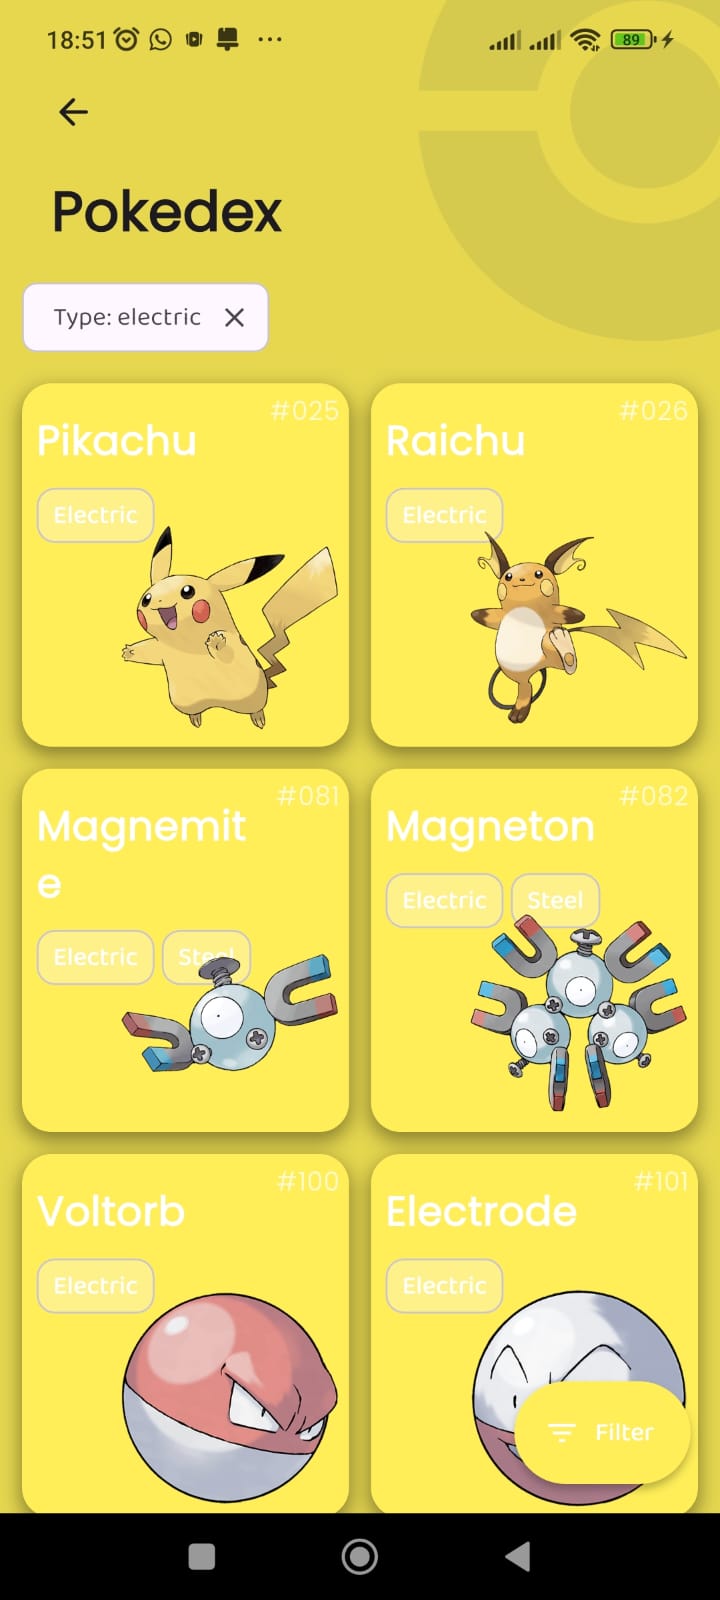 18:51 89
Pokedex
Type: electric
#025 #026
Pikachu Raichu
Electric Electric
#081 #082
Magnemit Magneton
e
Electric Steel
Electric Steel
#100 #101
Voltorb Electrode
Electric Electric
Filter